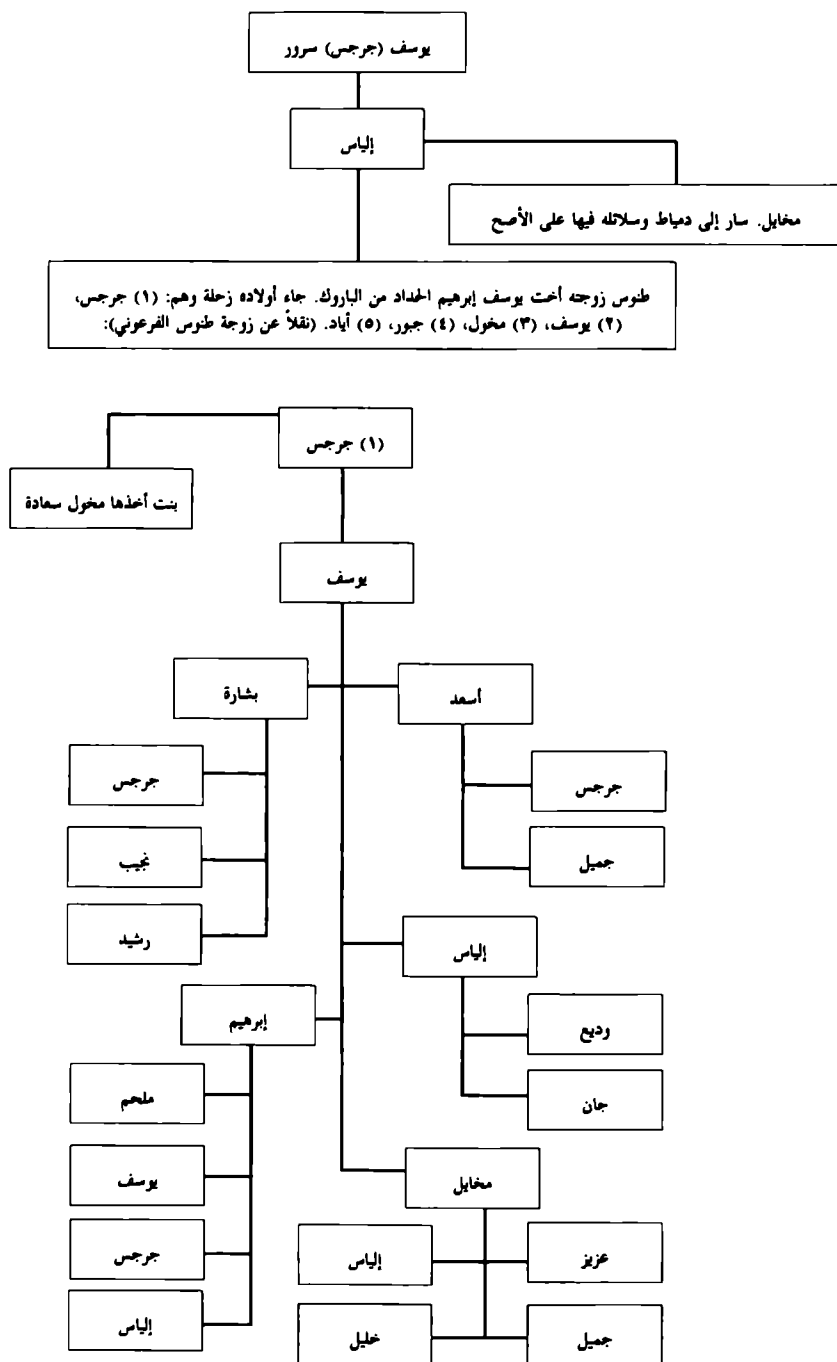 يوسف (جرجس) سرور
إلياس
مخايل. سار إلى دمياط وسلائله فيها على الأصح
طنوس زوجته أخت يوسف إبرهيم الحداد من الباروك. جاء أولاده زحلة وهم: (١) جرجس،
(٢) يوسف، (٣) مخول، (٤) جبور، (٥) أياد. (نقلاً عن زوجة طنوس الفرعوني):
(١) جرجس
بنت أخذها مخول سعادة
يوسف
أسعد
بشارة
جرجس
جرجس
جميل
نجيب
رشيد
إلياس
إبرهيم
وديع
ملحم
جان
مخايل
يوسف
عزيز
إلياس
جرجس
جميل
خليل
إلياس